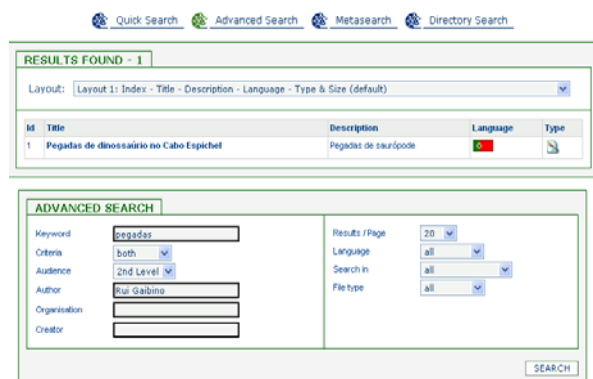 Quick Search Advanced Search Metasearch Directory Search
RESULTS FOUND - 1
Layout: Layout 1: Index - Title - Description - Language - Type & Size (default)
Id Title Description Language Type
1 Pegadas de dinossaúrio no Cabo Espichel Pegadas de saurópode
ADVANCED SEARCH
Keyword pegadas Results / Page 20
Criteria both Language all
Audience 2nd Level Search in all
Author Rui Gaibino File type all
Organisation
Creator
SEARCH